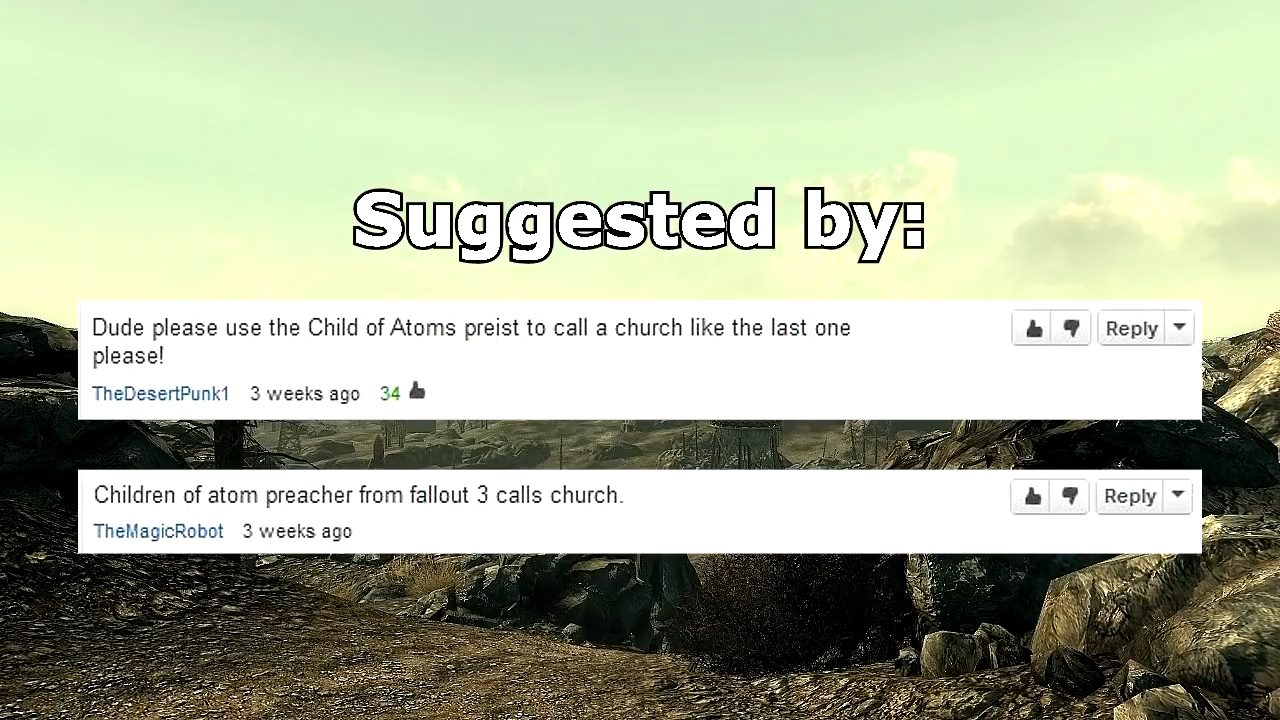 Suggested by:
Dude please use the Child of Atoms preist to call a church like the last one
please!
Reply
TheDesertPunk1 3 weeks ago 34
Children of atom preacher from fallout 3 calls church.
Reply
TheMagicRobot 3 weeks ago